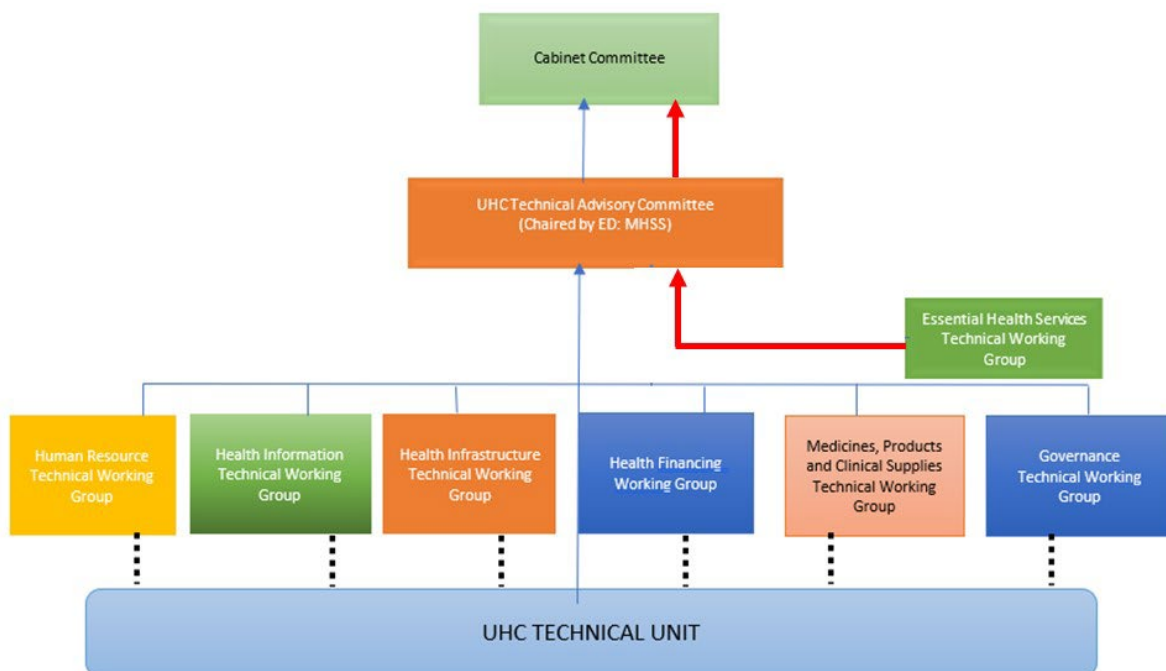 Cabinet Committee
UHC Technical Advisory Committee
(Chaired by ED: MHSS)
Essential Health Services
Technical Working
Group
Human Resource
Technical Working
Group
Health Information
Technical Working
Group
Health Infrastructure
Technical Working
Group
Health Financing
Working Group
Medicines, Products
and Clinical Supplies
Technical Working
Group
Governance
Technical Working
Group
UHC TECHNICAL UNIT